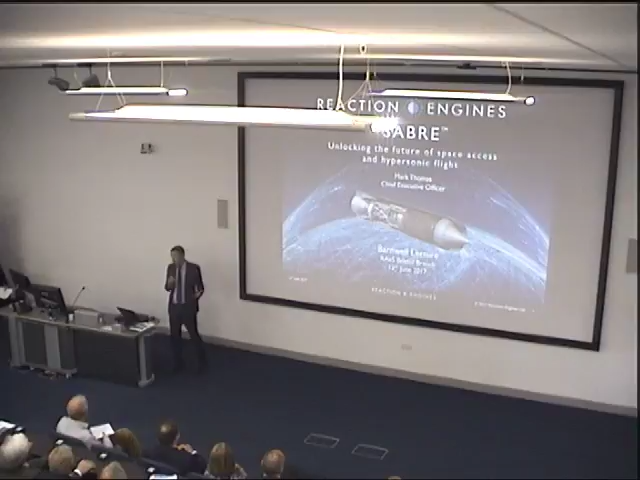 REACTION ENGINES
SABRE™
Unlocking the future of space access
and hypersonic flight
Mark Thomas
Chief Executive Officer
Barnwell Lecture
RAeS Bristol Branch
June 2017
REACTION ENGINES